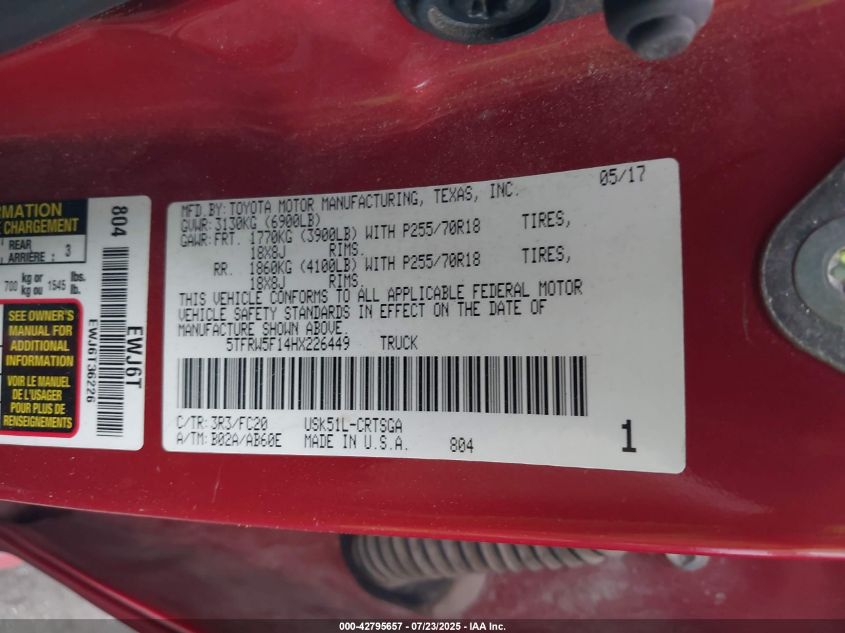 RMATION
E CHARGEMENT
REAR
ARRIÈRE : 3
700 kg or kg ou 1545 lbs. lb.
SEE OWNER'S
MANUAL FOR
ADDITIONAL
INFORMATION
VOIR LE MANUEL
DE L'USAGER
POUR PLUS DE
RENSEIGNEMENTS
804
EWJ6T
EWJ6T36226
MFD.BY:TOYOTA MOTOR MANUFACTURING, TEXAS, INC. 05/17
GVWR:3130KG (6900LB)
GAWR:FRT. 1770KG (3900LB) WITH P255/70R18 TIRES,
18X8J RIMS.
RR. 1860KG (4100LB) WITH P255/70R18 TIRES,
18X8J RIMS.
THIS VEHICLE CONFORMS TO ALL APPLICABLE FEDERAL MOTOR
VEHICLE SAFETY STANDARDS IN EFFECT ON THE DATE OF
MANUFACTURE SHOWN ABOVE.
5TFRW5F14HX226449 TRUCK
C/TR:3R3/FC20 USK51L-CRTSGA
A/TM:B02A/AB60E MADE IN U.S.A. 804 1
000-42795657 / 07/23/2025 - IAA Inc.